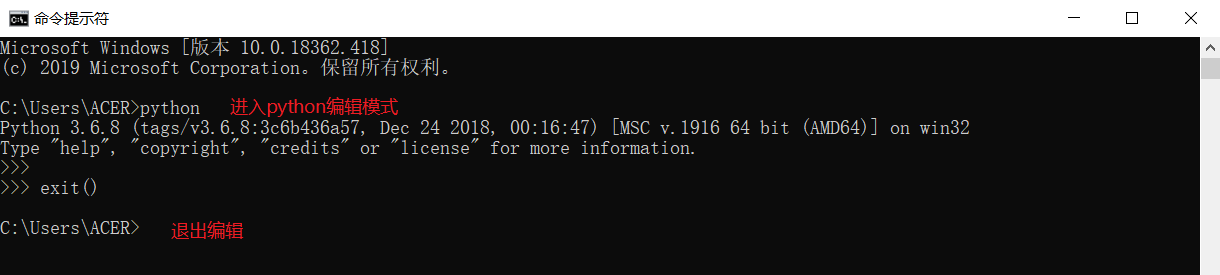 命令提示符
Microsoft Windows [版本 10.0.18362.418]
(c) 2019 Microsoft Corporation。保留所有权利。
C:\Users\ACER>python 进入python编辑模式
Python 3.6.8 (tags/v3.6.8:3c6b436a57, Dec 24 2018, 00:16:47) [MSC v.1916 64 bit (AMD64)] on win32
Type "help", "copyright", "credits" or "license" for more information.
>>>
>>> exit()
C:\Users\ACER> 退出编辑